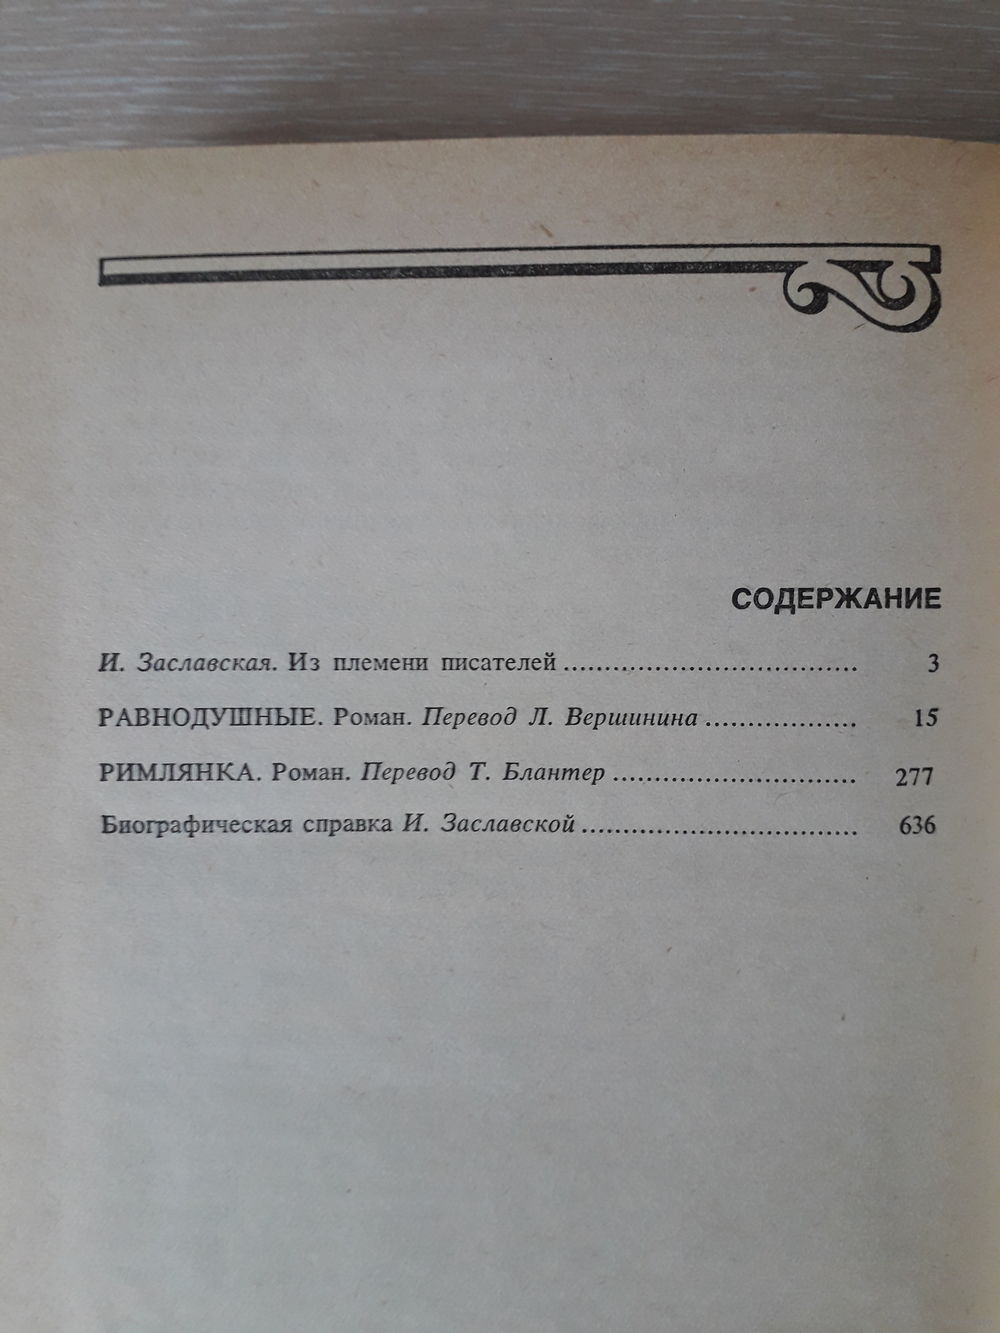 СОДЕРЖАНИЕ
И. Заславская. Из племени писателей .................................... 3
РАВНОДУШНЫЕ. Роман. Перевод Л. Вершинина .................. 15
РИМЛЯНКА. Роман. Перевод Т. Блантер .............................. 277
Биографическая справка И. Заславской .................................. 636